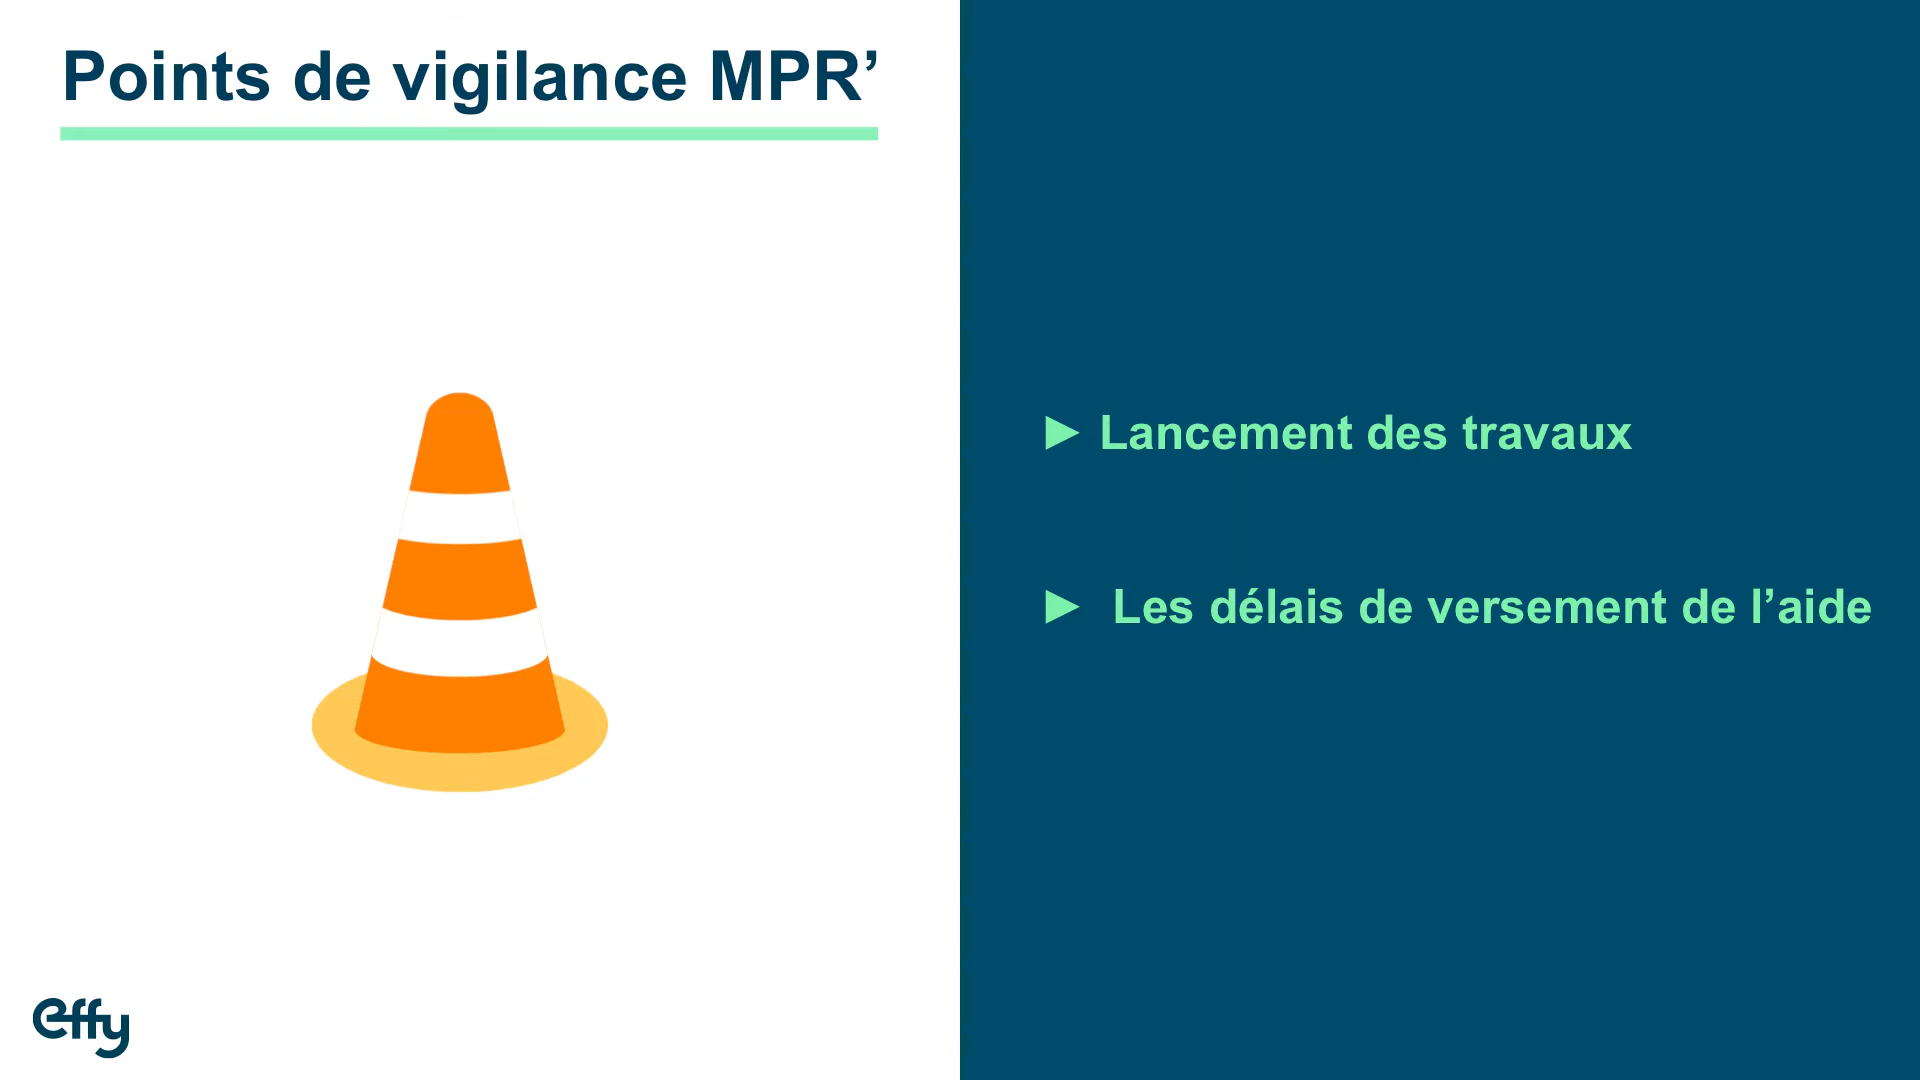 Points de vigilance MPR’
► Lancement des travaux
► Les délais de versement de l’aide
effy